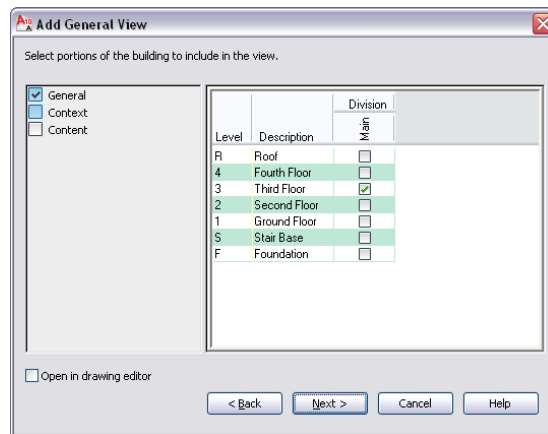 Add General View
Select portions of the building to include in the view.
General
Context
Content
Division
Level Description Main
R Roof
4 Fourth Floor
3 Third Floor
2 Second Floor
1 Ground Floor
S Stair Base
F Foundation
Open in drawing editor
< Back Next > Cancel Help